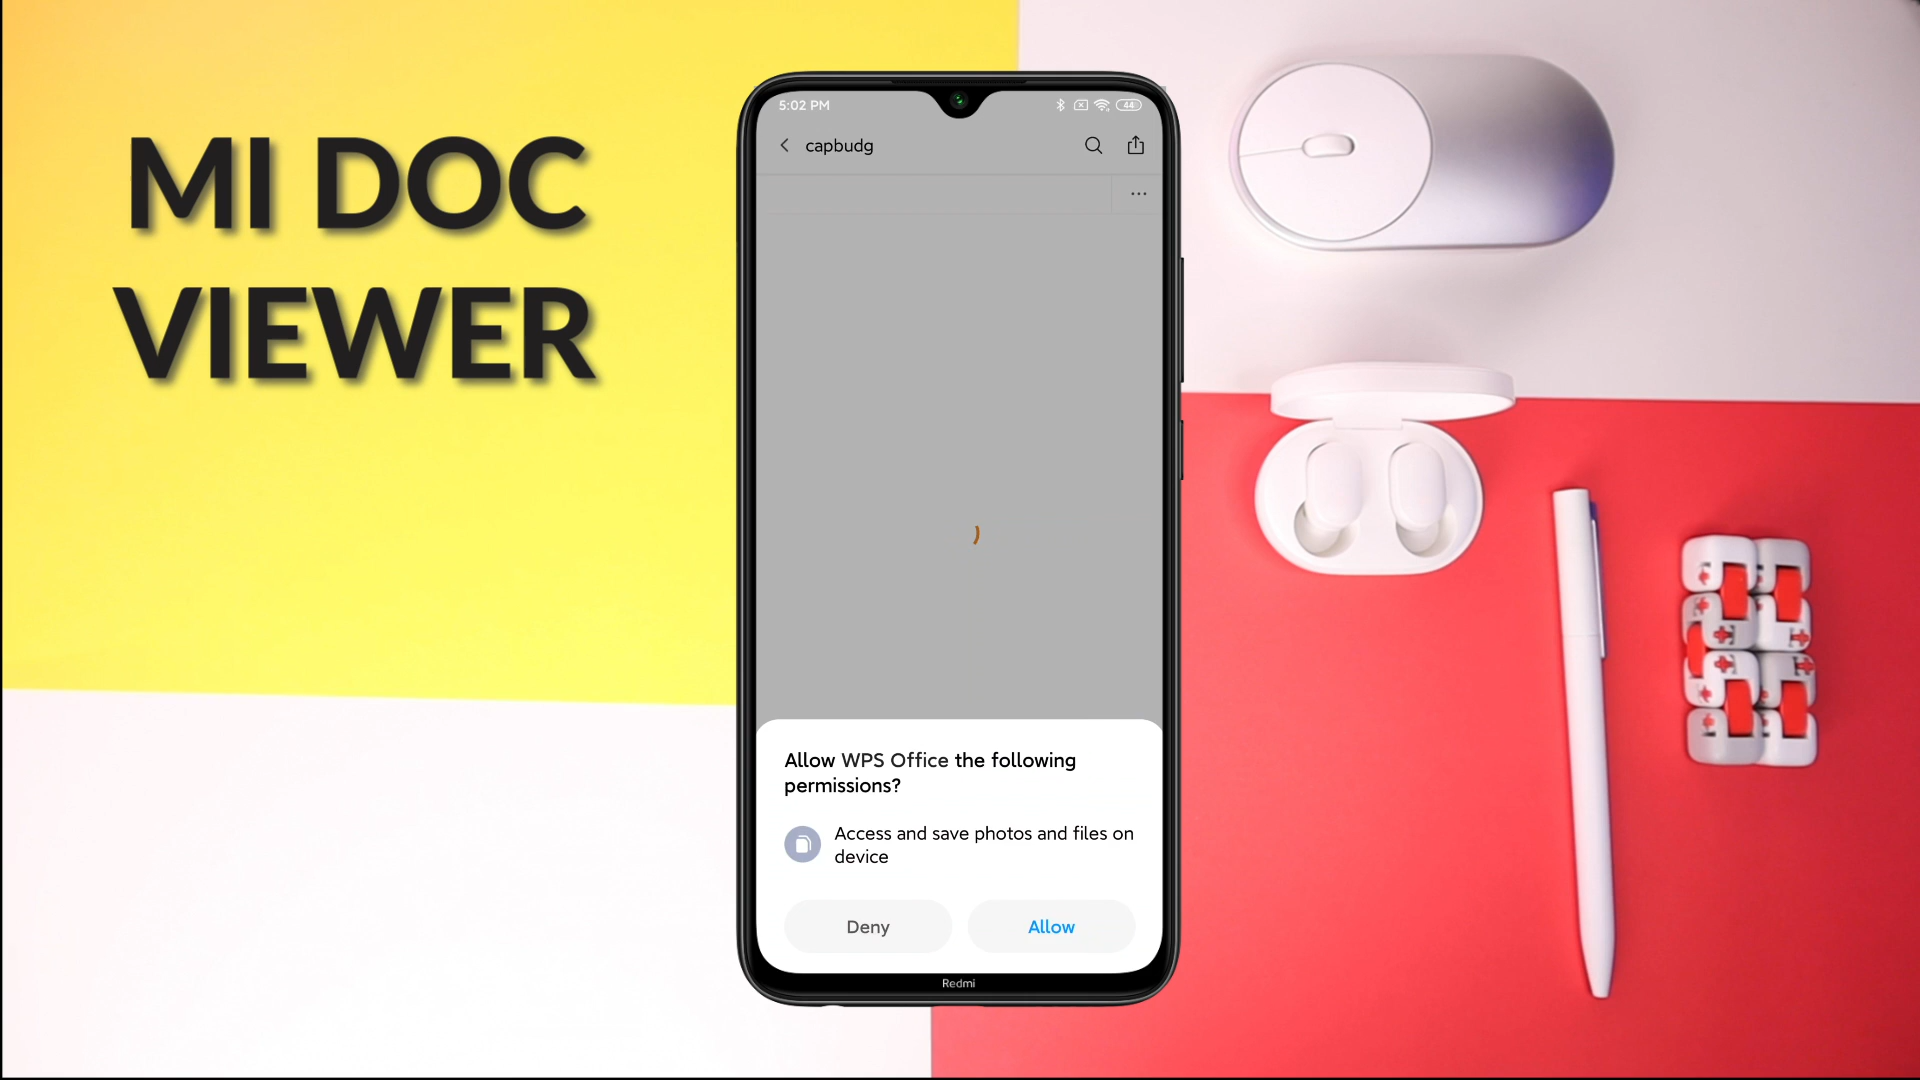 MI DOC
VIEWER
5:02 PM
44
capbudg
Allow WPS Office the following
permissions?
Access and save photos and files on
device
Deny
Allow
Redmi